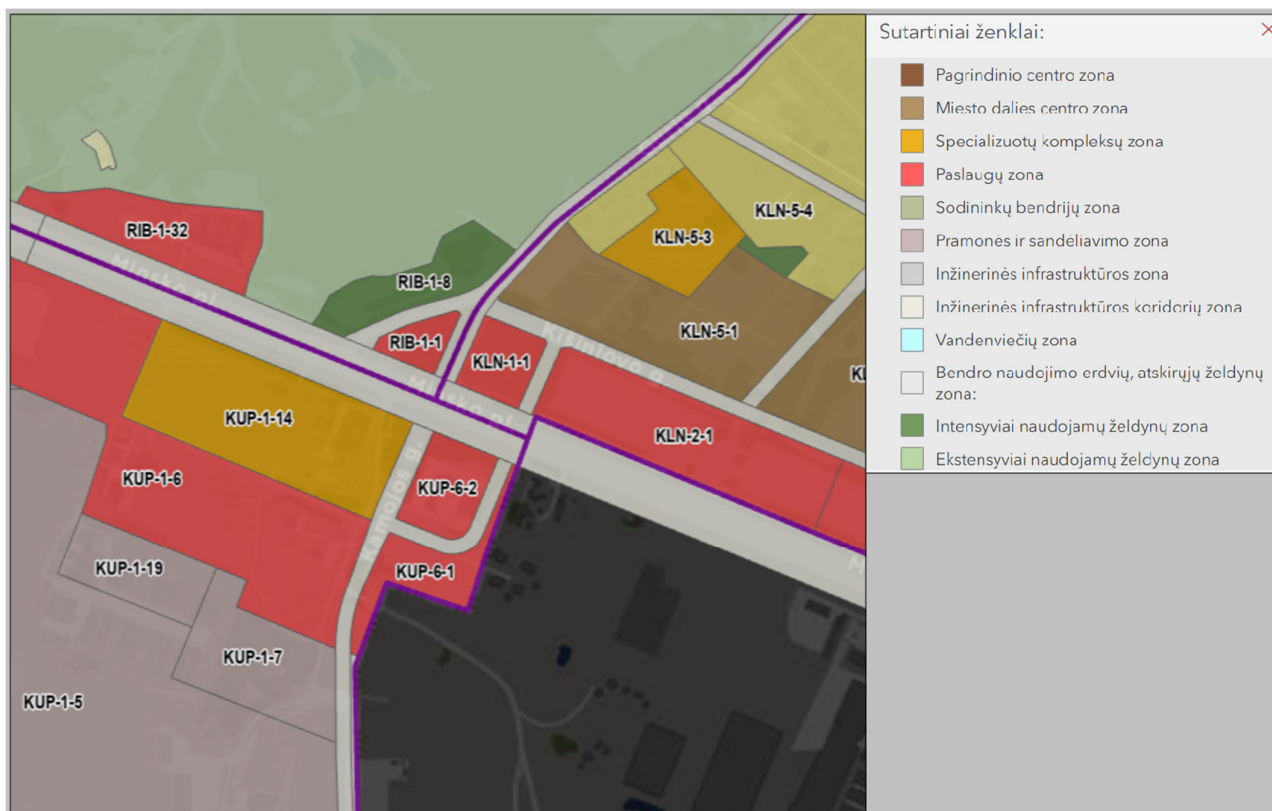 RIB-1-32
Minsko pl.
RIB-1-8
RIB-1-1
KLN-5-4
KLN-5-3
KLN-5-1
Kišiniovo g.
KLN-1-1
Minsko pl.
KLN-2-1
KUP-1-14
KUP-1-6
Kamojos g.
KUP-6-2
KUP-6-1
KUP-1-19
KUP-1-7
KUP-1-5
Sutartiniai ženklai:
Pagrindinio centro zona
Miesto dalies centro zona
Specializuotų kompleksų zona
Paslaugų zona
Sodininkų bendrijų zona
Pramonės ir sandėliavimo zona
Inžinerinės infrastruktūros zona
Inžinerinės infrastruktūros koridorių zona
Vandenviečių zona
Bendro naudojimo erdvių, atskirųjų želdynų
zona:
Intensyviai naudojamų želdynų zona
Ekstensyviai naudojamų želdynų zona